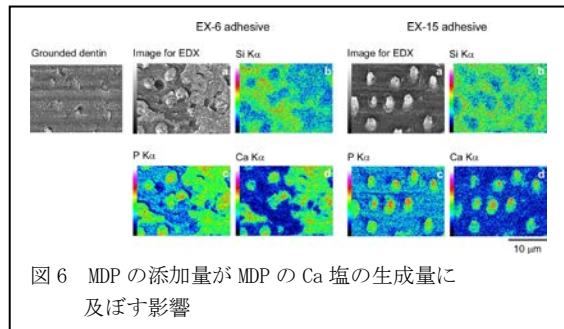 EX-6 adhesive
EX-15 adhesive
Grounded dentin
Image for EDX
Si Kα
Image for EDX
Si Kα
a
b
a
b
P Kα
Ca Kα
P Kα
Ca Kα
c
d
c
d
10 μm
図 6 MDP の添加量が MDP の Ca 塩の生成量に
及ぼす影響